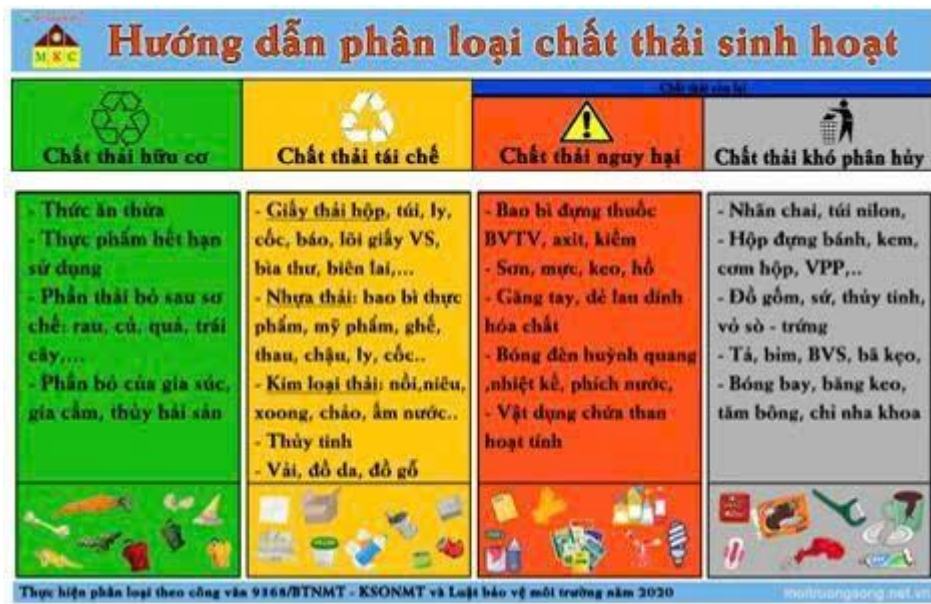 MKC
Hướng dẫn phân loại chất thải sinh hoạt
Chất thải còn lại
Chất thải hữu cơ
Chất thải tái chế
Chất thải nguy hại
Chất thải khó phân hủy
- Thức ăn thừa
- Thực phẩm hết hạn
sử dụng
- Phần thải bỏ sau sơ
chế: rau, củ, quả, trái
cây,....
- Phần bỏ của gia súc,
gia cầm, thủy hải sản
- Giấy thải hộp, túi, ly,
cốc, báo, lõi giấy VS,
bìa thư, biên lai,...
- Nhựa thải: bao bì thực
phẩm, mỹ phẩm, ghế,
thau, chậu, ly, cốc..
- Kim loại thải: nồi,niêu,
xoong, chảo, ấm nước..
- Thủy tinh
- Vải, đồ da, đồ gỗ
- Bao bì đựng thuốc
BVTV, axit, kiềm
- Sơn, mực, keo, hồ
- Găng tay, dẻ lau dính
hóa chất
- Bóng đèn huỳnh quang
,nhiệt kế, phích nước,
- Vật dụng chứa than
hoạt tính
- Nhãn chai, túi nilon,
- Hộp đựng bánh, kem,
cơm hộp, VPP,..
- Đồ gốm, sứ, thủy tinh,
vỏ sò - trứng
- Tả, bỉm, BVS, bã kẹo,
- Bóng bay, băng keo,
tăm bông, chỉ nha khoa
Thực hiện phân loại theo công văn 9368/BTNMT - KSONMT và Luật bảo vệ môi trường năm 2020
moitruongsong.net.vn